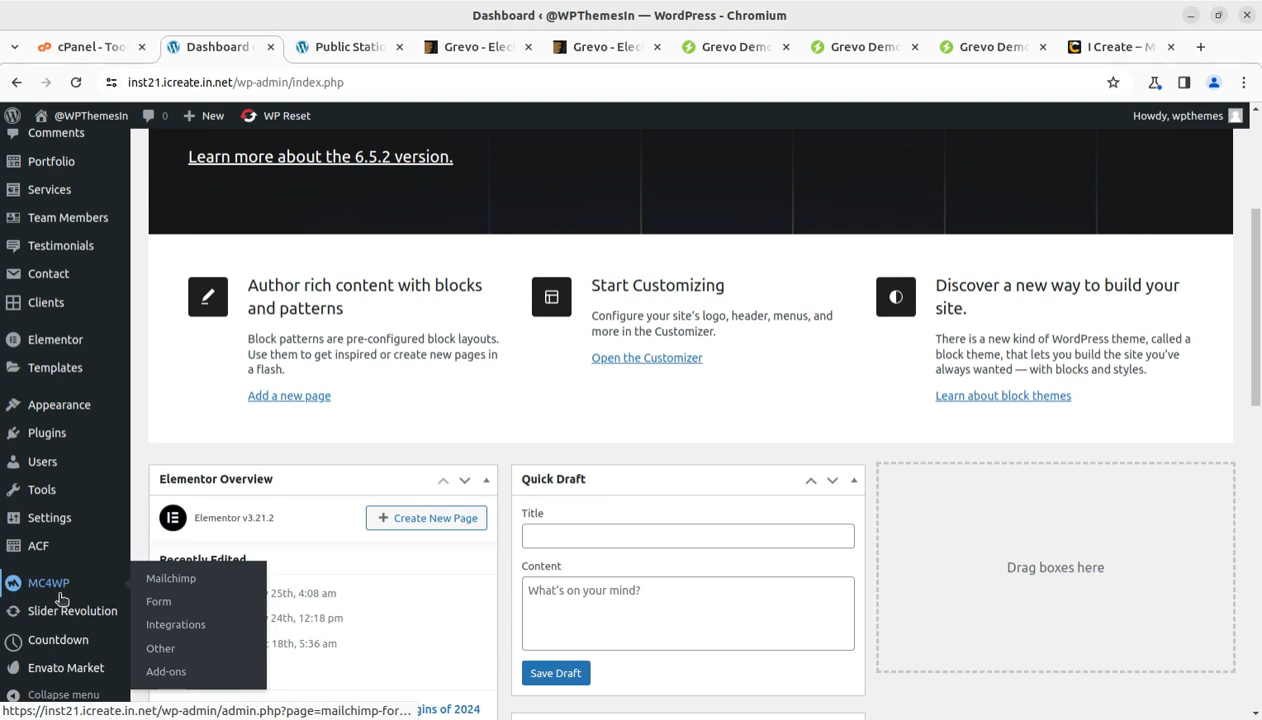 Dashboard ‹ @WPThemesIn — WordPress - Chromium
cPanel - Too
Dashboard ‹
Public Statio
Grevo - Elec
Grevo - Elec
Grevo Demo
Grevo Demo
Grevo Demo
I Create – M
inst21.icreate.in.net/wp-admin/index.php
@WPThemesIn
0
New
WP Reset
Howdy, wpthemes
Comments
Portfolio
Services
Team Members
Testimonials
Contact
Clients
Elementor
Templates
Appearance
Plugins
Users
Tools
Settings
ACF
MC4WP
Slider Revolution
Countdown
Envato Market
Collapse menu
Mailchimp
Form
Integrations
Other
Add-ons
Learn more about the 6.5.2 version.
Author rich content with blocks
and patterns
Block patterns are pre-configured block layouts.
Use them to get inspired or create new pages in
a flash.
Add a new page
Start Customizing
Configure your site’s logo, header, menus, and
more in the Customizer.
Open the Customizer
Discover a new way to build your
site.
There is a new kind of WordPress theme, called a
block theme, that lets you build the site you’ve
always wanted — with blocks and styles.
Learn about block themes
Elementor Overview
Elementor v3.21.2
Create New Page
Recently Edited
25th, 4:08 am
24th, 12:18 pm
18th, 5:36 am
gins of 2024
Quick Draft
Title
Content
What’s on your mind?
Save Draft
Drag boxes here
https://inst21.icreate.in.net/wp-admin/admin.php?page=mailchimp-for...